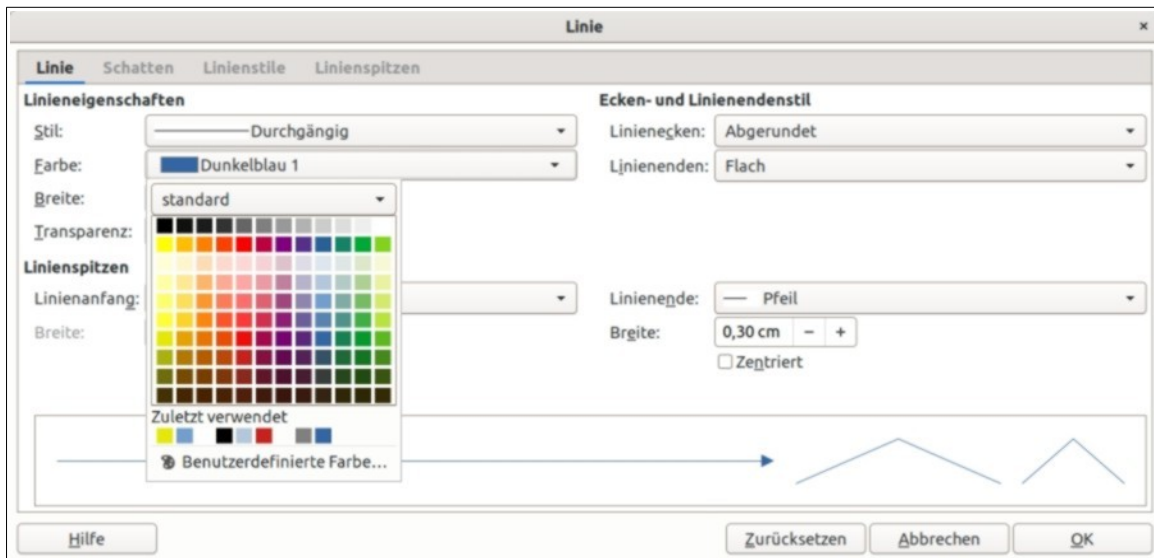 Linie
Linie Schatten Linienstile Linienspitzen
Linieneigenschaften
Stil: Durchgängig
Farbe: Dunkelblau 1
Breite:
standard
Transparenz:
Linienspitzen
Linienanfang:
Breite:
Zuletzt verwendet
Benutzerdefinierte Farbe...
Ecken- und Linienendenstil
Linienecken: Abgerundet
Linienenden: Flach
Linienende: Pfeil
Breite: 0,30 cm - +
Zentriert
Hilfe Zurücksetzen Abbrechen OK